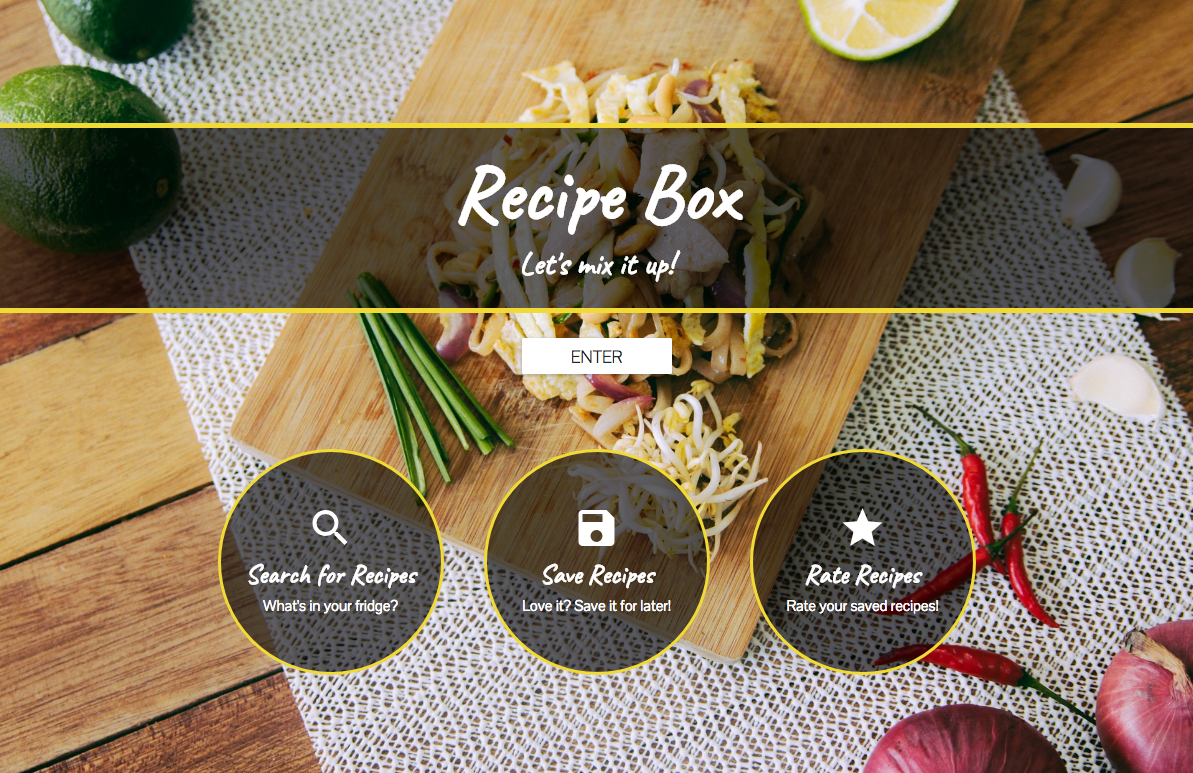 Recipe Box
Let's mix it up!
ENTER
Search for Recipes
What's in your fridge?
Save Recipes
Love it? Save it for later!
Rate Recipes
Rate your saved recipes!